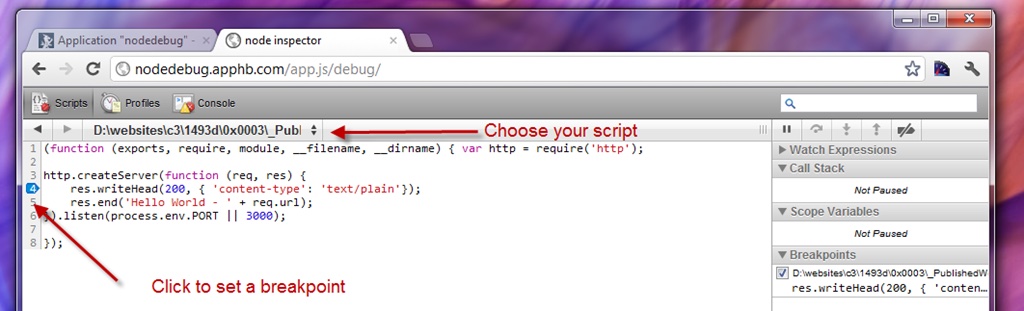 Application "nodedebug" -
node inspector
nodedebug.apphb.com/app.js/debug/
Scripts Profiles Console
D:\websites\c3\1493d\0x0003\_Publ
Choose your script
1 (function (exports, require, module, __filename, __dirname) { var http = require('http');
2
3 http.createServer(function (req, res) {
4 res.writeHead(200, { 'content-type': 'text/plain'});
5 res.end('Hello World - ' + req.url);
6 }).listen(process.env.PORT || 3000);
7
8 });
Click to set a breakpoint
Watch Expressions
Call Stack
Not Paused
Scope Variables
Not Paused
Breakpoints
D:\websites\c3\1493d\0x0003\_PublishedW
res.writeHead(200, { 'conten...